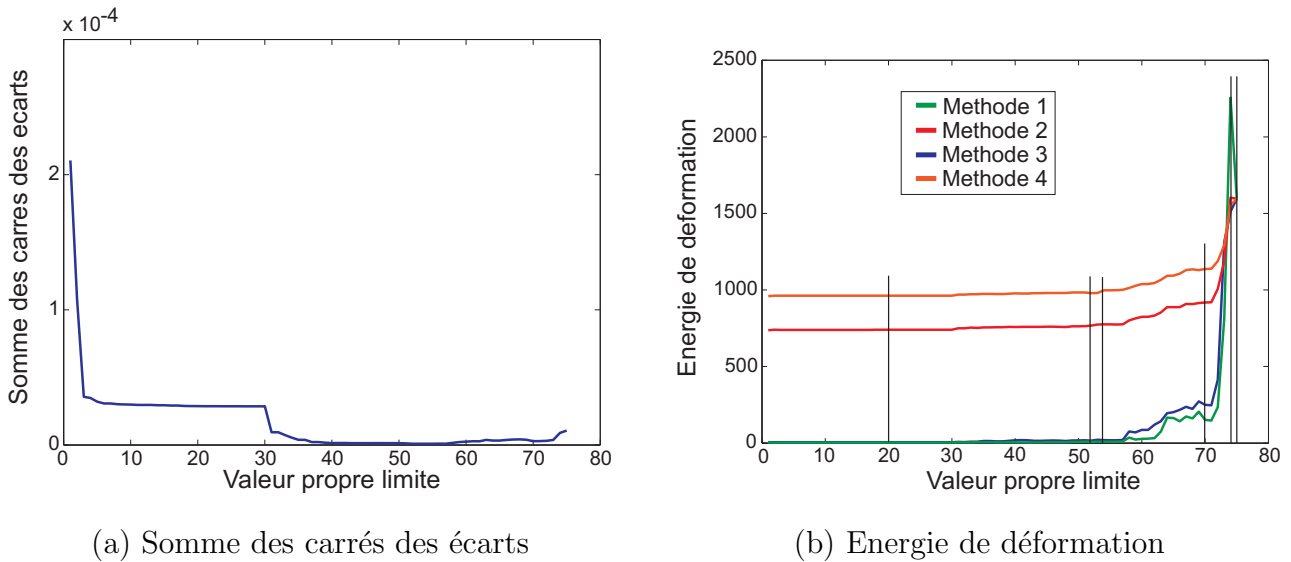 x 10^-4
Somme des carres des ecarts
2
1
0
0 10 20 30 40 50 60 70 80
Valeur propre limite
(a) Somme des carrés des écarts
2500
2000
1500
1000
500
0
Energie de deformation
Methode 1
Methode 2
Methode 3
Methode 4
0 10 20 30 40 50 60 70 80
Valeur propre limite
(b) Energie de déformation